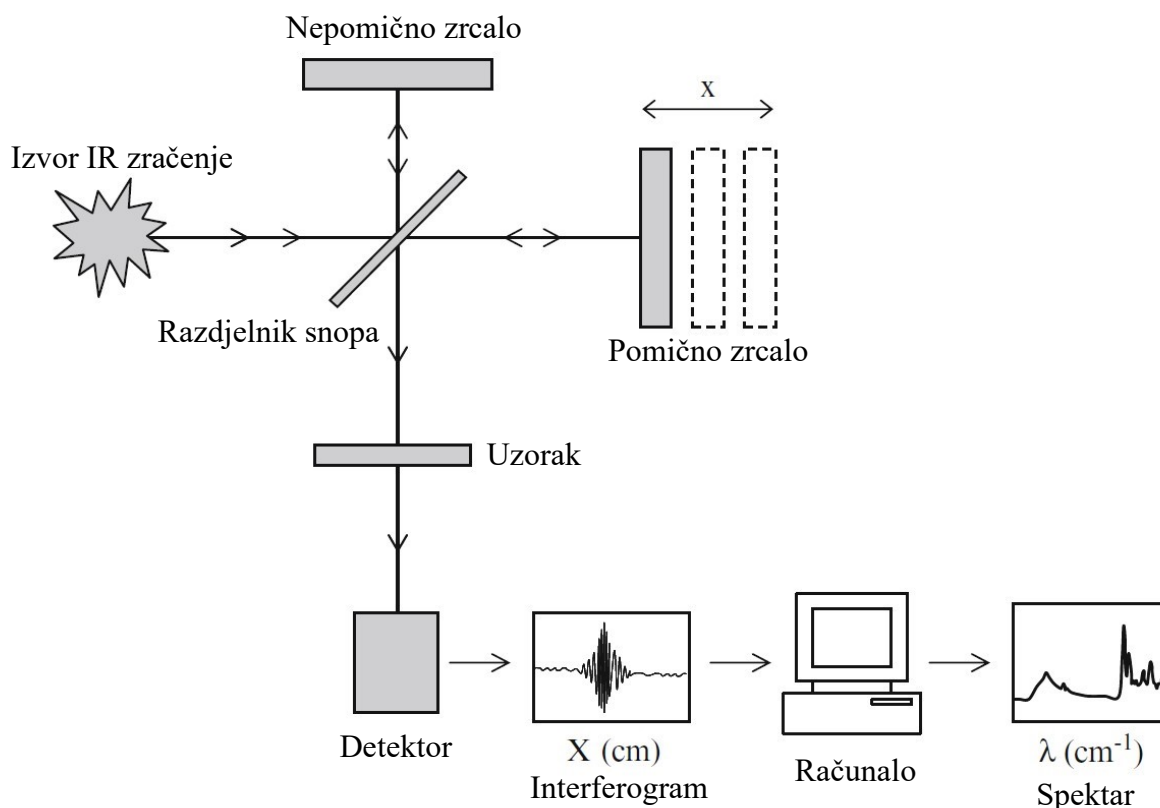 Nepomično zrcalo
x
Izvor IR zračenje
Razdjelnik snopa
Pomično zrcalo
Uzorak
Detektor
X (cm)
Interferogram
Računalo
λ (cm⁻¹)
Spektar